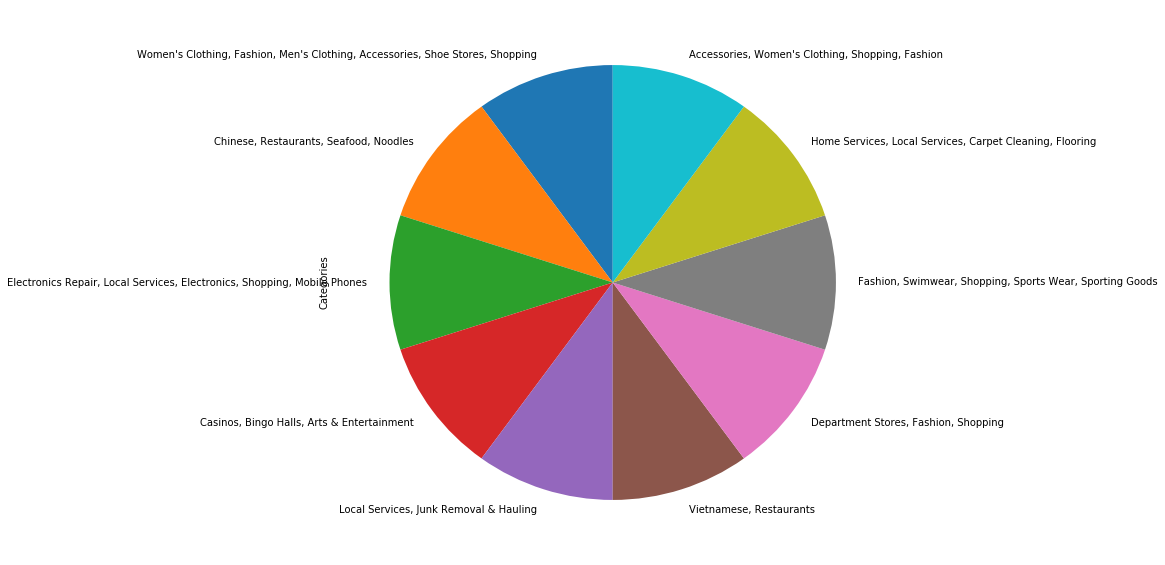 Women's Clothing, Fashion, Men's Clothing, Accessories, Shoe Stores, Shopping
Accessories, Women's Clothing, Shopping, Fashion
Chinese, Restaurants, Seafood, Noodles
Home Services, Local Services, Carpet Cleaning, Flooring
Electronics Repair, Local Services, Electronics, Shopping, Mobile Phones
Categories
Fashion, Swimwear, Shopping, Sports Wear, Sporting Goods
Casinos, Bingo Halls, Arts & Entertainment
Department Stores, Fashion, Shopping
Local Services, Junk Removal & Hauling
Vietnamese, Restaurants